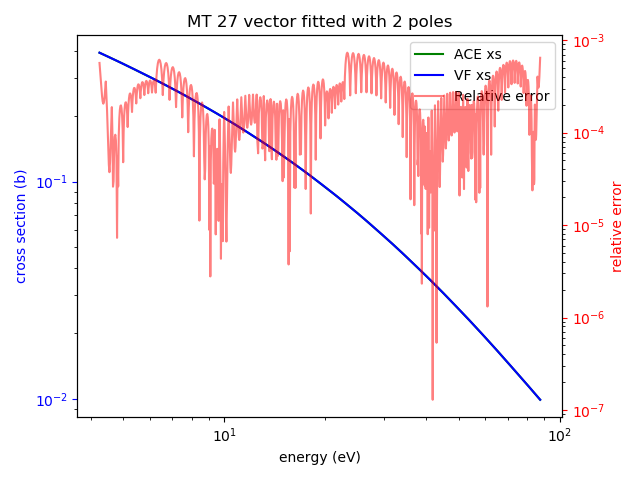 MT 27 vector fitted with 2 poles
ACE xs
VF xs
Relative error
cross section (b)
10⁻¹
10⁻²
10⁻³
10⁻⁴
10⁻⁵
10⁻⁶
10⁻⁷
relative error
10¹
10²
energy (eV)